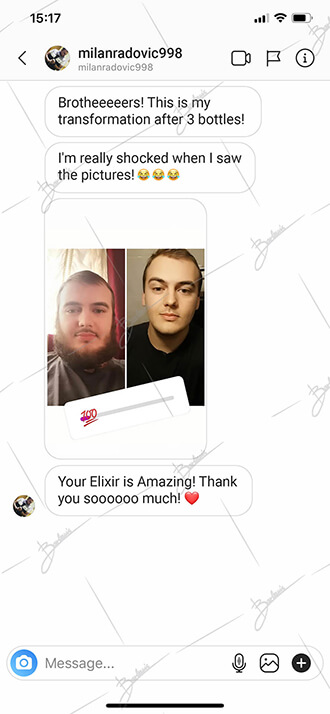 15:17
milanradovic998
milanradovic998
Brotheeeeers! This is my
transformation after 3 bottles!
I'm really shocked when I saw
the pictures!😂😂😂
💯
Your Elixir is Amazing! Thank
you soooooo much! ❤️
Message...